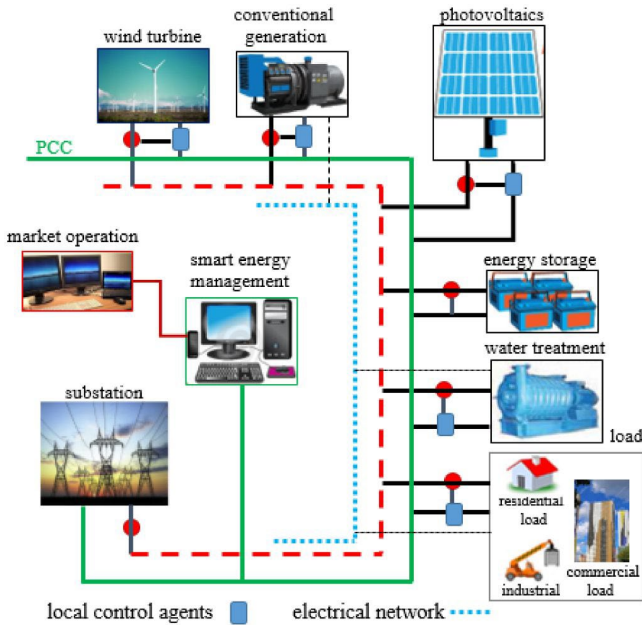 conventional
generation
photovoltaics
wind turbine
PCC
market operation
smart energy
management
energy storage
water treatment
substation
load
residential
load
industrial
commercial
load
local control agents
electrical network